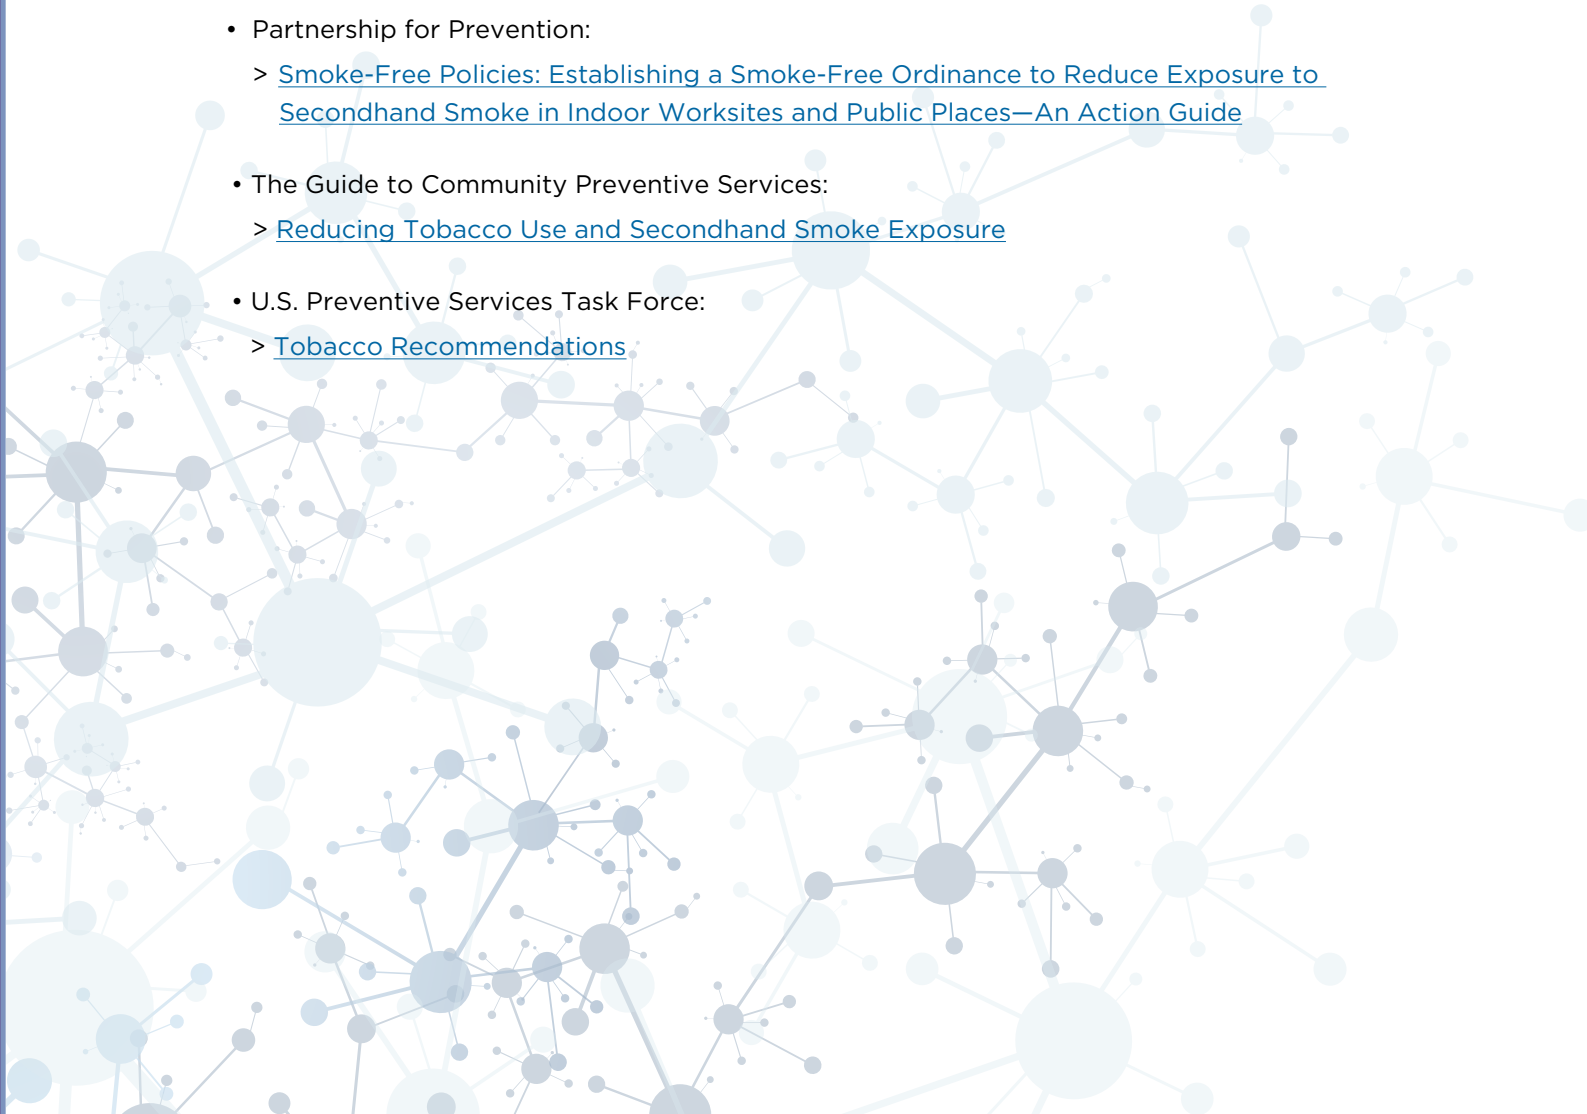 • Partnership for Prevention:
> Smoke-Free Policies: Establishing a Smoke-Free Ordinance to Reduce Exposure to
Secondhand Smoke in Indoor Worksites and Public Places—An Action Guide
• The Guide to Community Preventive Services:
> Reducing Tobacco Use and Secondhand Smoke Exposure
• U.S. Preventive Services Task Force:
> Tobacco Recommendations